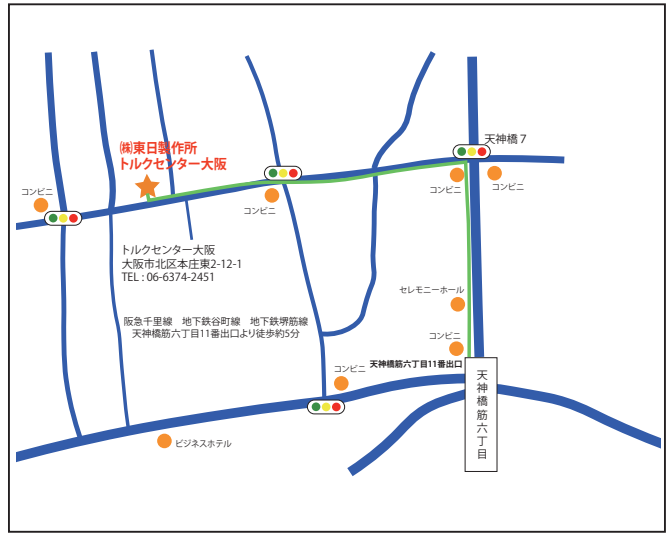 天神橋７
㈱東日製作所
トルクセンター大阪
コンビニ
コンビニ
コンビニ
コンビニ
トルクセンター大阪
大阪市北区本庄東2-12-1
TEL : 06-6374-2451
セレモニーホール
阪急千里線　地下鉄谷町線　地下鉄堺筋線
天神橋筋六丁目11番出口より徒歩約5分
コンビニ
天神橋筋六丁目11番出口
コンビニ
天神橋筋六丁目
ビジネスホテル